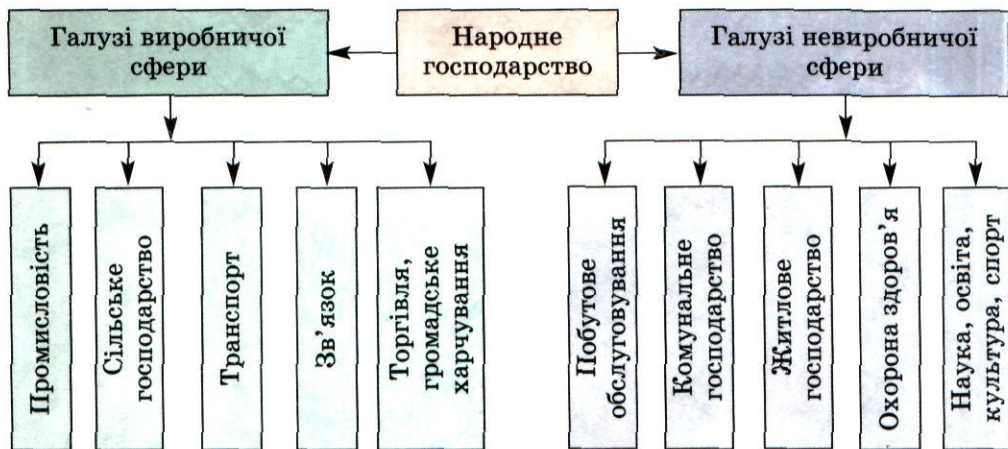 Галузі виробничої
сфери
Народне
господарство
Галузі невиробничої
сфери
Промисловість
Сільське
господарство
Транспорт
Зв’язок
Торгівля,
громадське
харчування
Побутове
обслуговування
Комунальне
господарство
Житлове
господарство
Охорона здоров’я
Наука, освіта,
культура, спорт